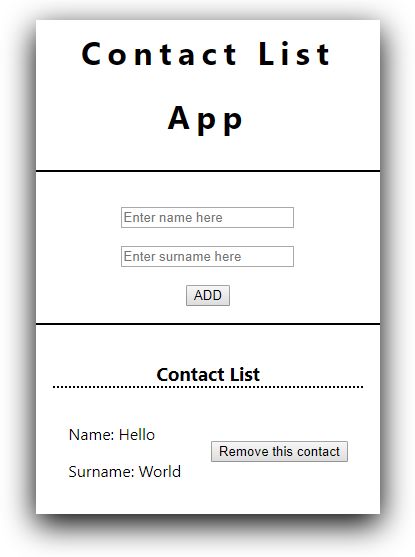 Contact List
App
Enter name here
Enter surname here
ADD
Contact List
Name: Hello
Remove this contact
Surname: World